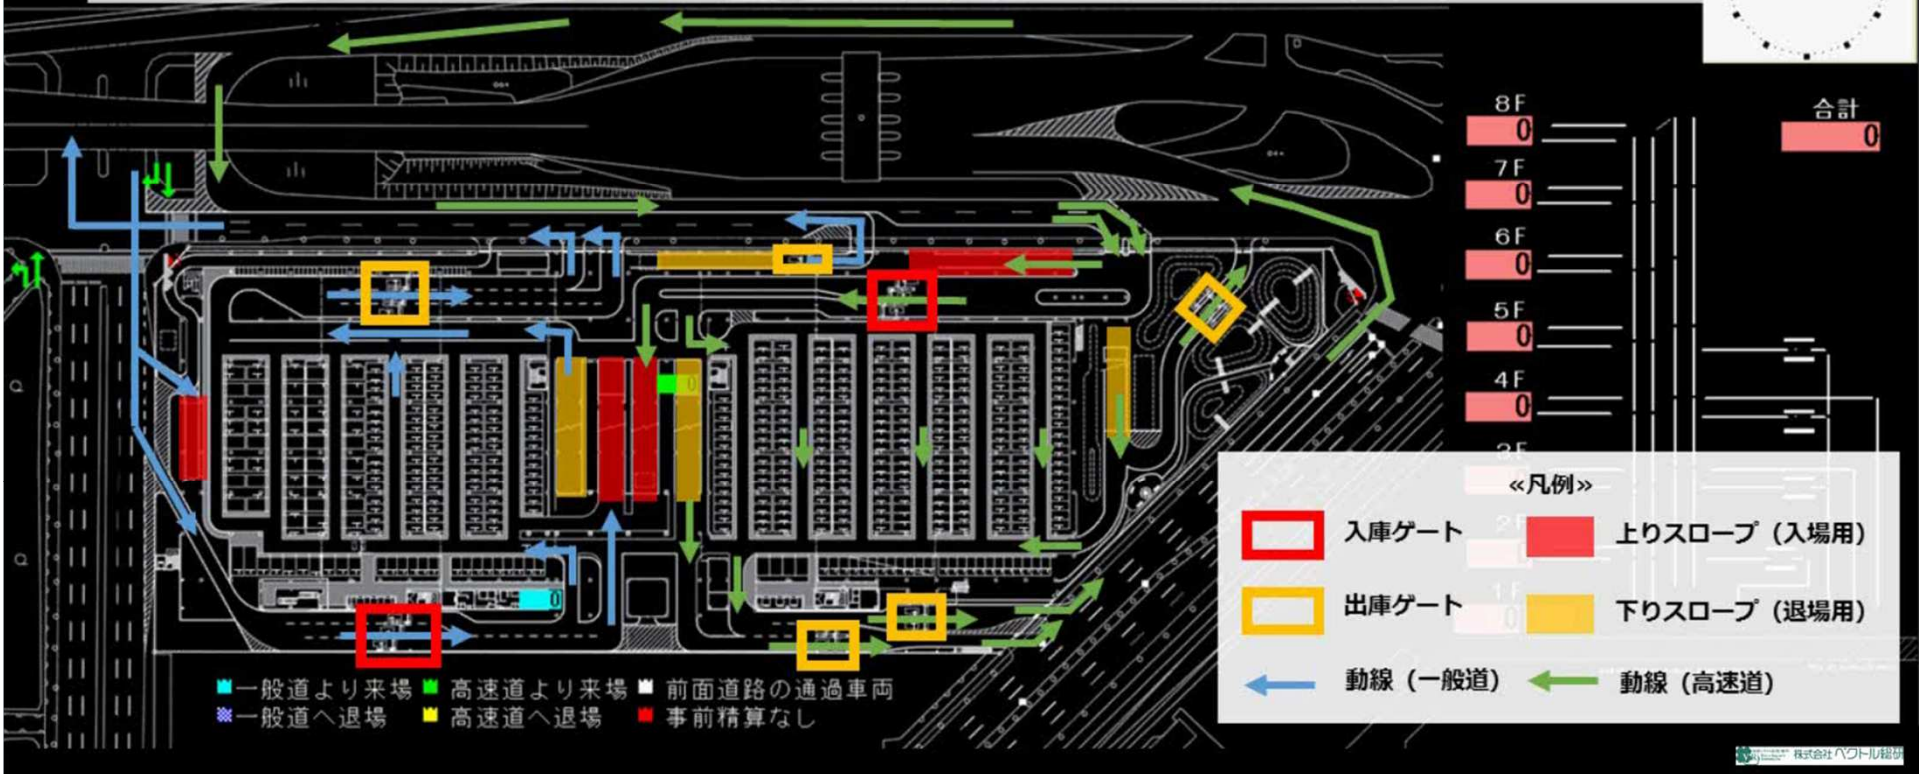 8F
0
7F
0
6F
0
5F
0
4F
0
3F
2F
1F
合計
0
0
0
«凡例»
入庫ゲート
上りスロープ（入場用）
出庫ゲート
下りスロープ（退場用）
動線（一般道）
動線（高速道）
一般道より来場 高速道より来場 前面道路の通過車両
一般道へ退場 高速道へ退場 事前精算なし
株式会社ベクトル総研